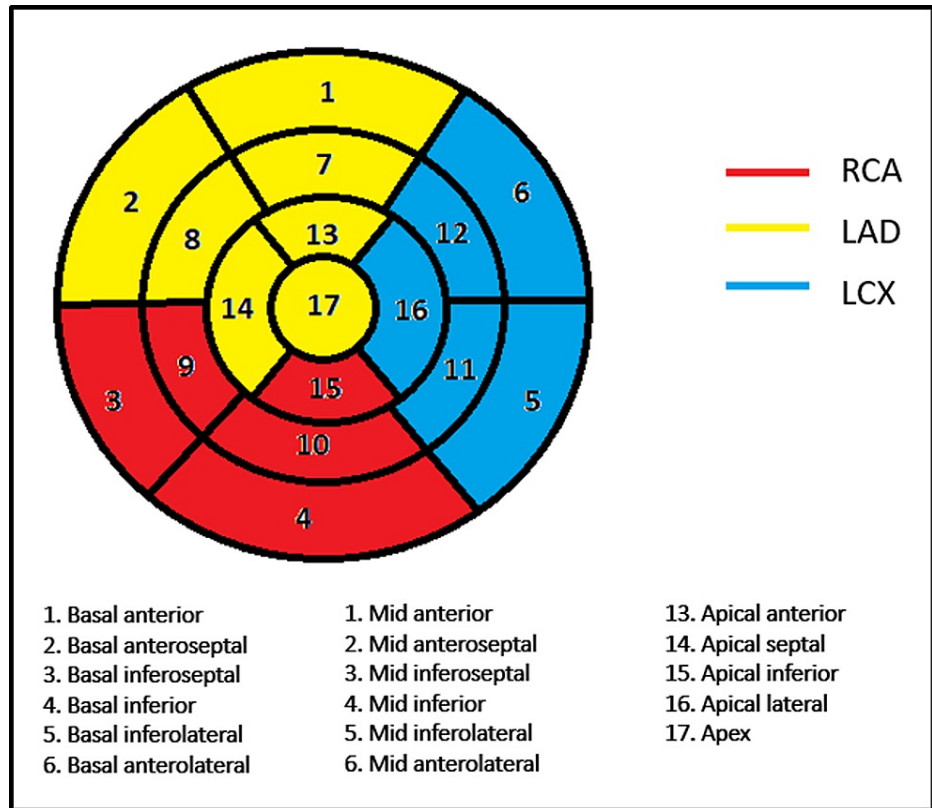 1
2
6
7
8
12
13
14
17
16
9
15
11
3
10
5
4
RCA
LAD
LCX
1. Basal anterior
2. Basal anteroseptal
3. Basal inferoseptal
4. Basal inferior
5. Basal inferolateral
6. Basal anterolateral
1. Mid anterior
2. Mid anteroseptal
3. Mid inferoseptal
4. Mid inferior
5. Mid inferolateral
6. Mid anterolateral
13. Apical anterior
14. Apical septal
15. Apical inferior
16. Apical lateral
17. Apex